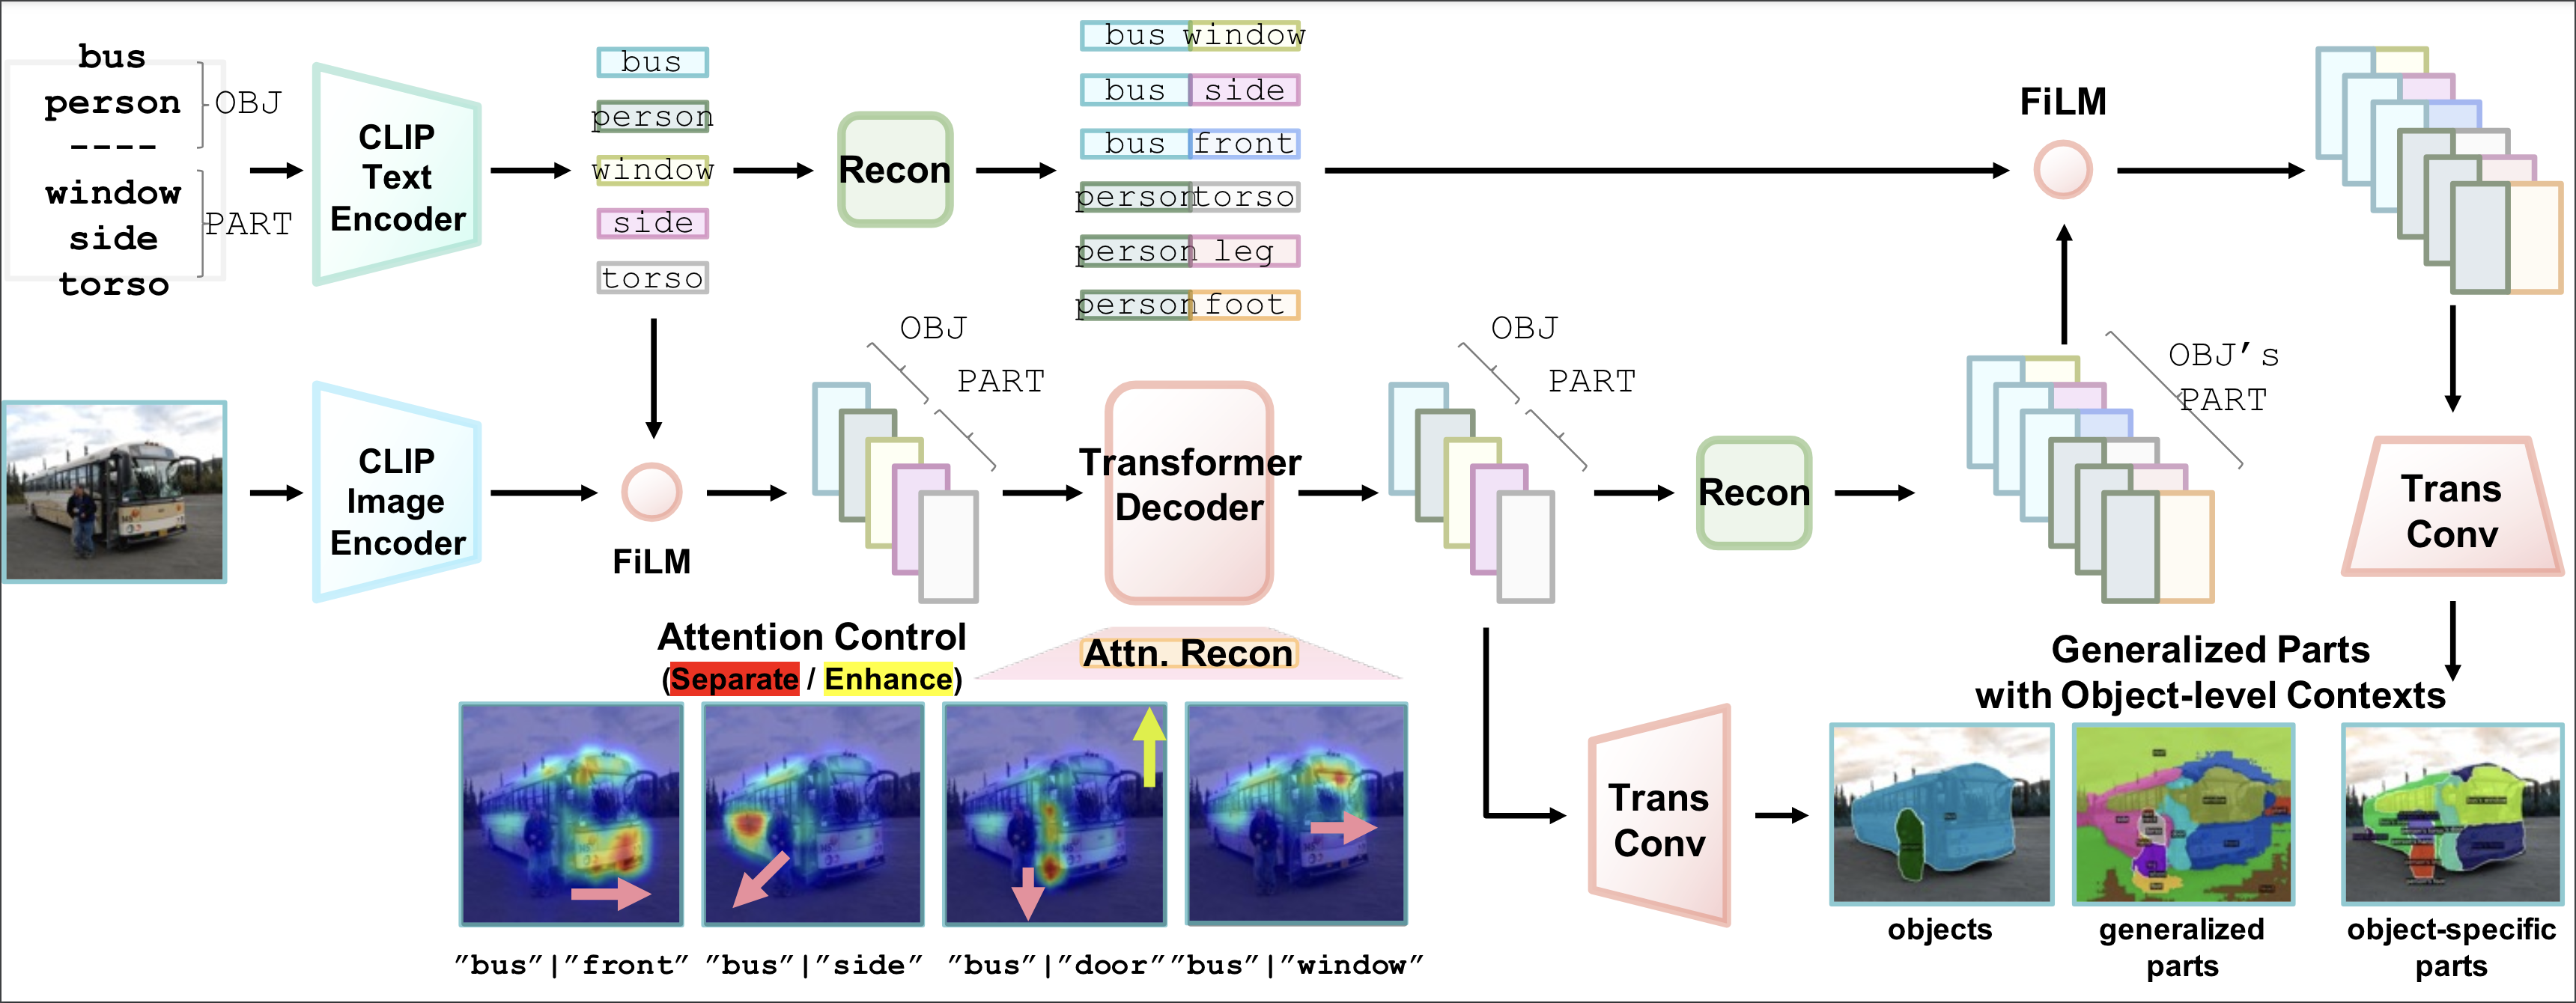 bus
person
----
window
side
torso
OBJ
PART
CLIP
Text
Encoder
bus
person
window
side
torso
Recon
bus window
bus side
bus front
person torso
person leg
person foot
FiLM
CLIP
Image
Encoder
FiLM
OBJ
PART
Transformer
Decoder
OBJ
PART
Recon
OBJ's
PART
Trans
Conv
Attention Control
(Separate / Enhance)
Attn. Recon
"bus"|"front"
"bus"|"side"
"bus"|"door"
"bus"|"window"
Trans
Conv
Generalized Parts
with Object-level Contexts
objects
generalized
parts
object-specific
parts